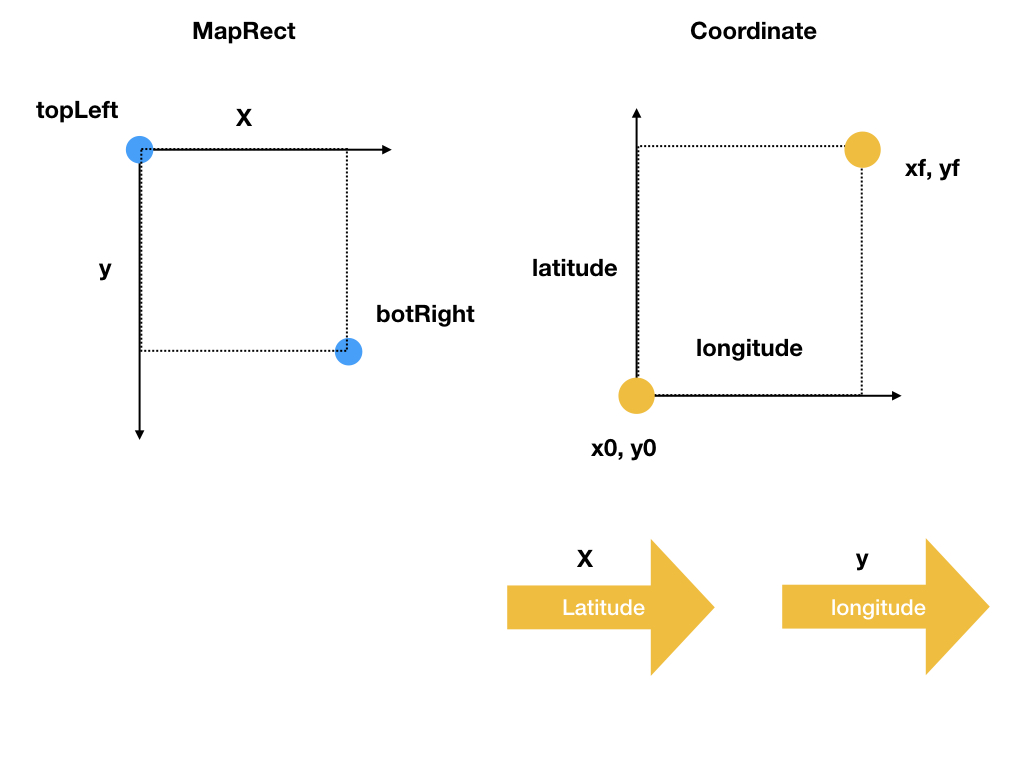 MapRect
Coordinate
topLeft
X
y
botRight
xf, yf
latitude
longitude
x0, y0
X
y
Latitude
longitude